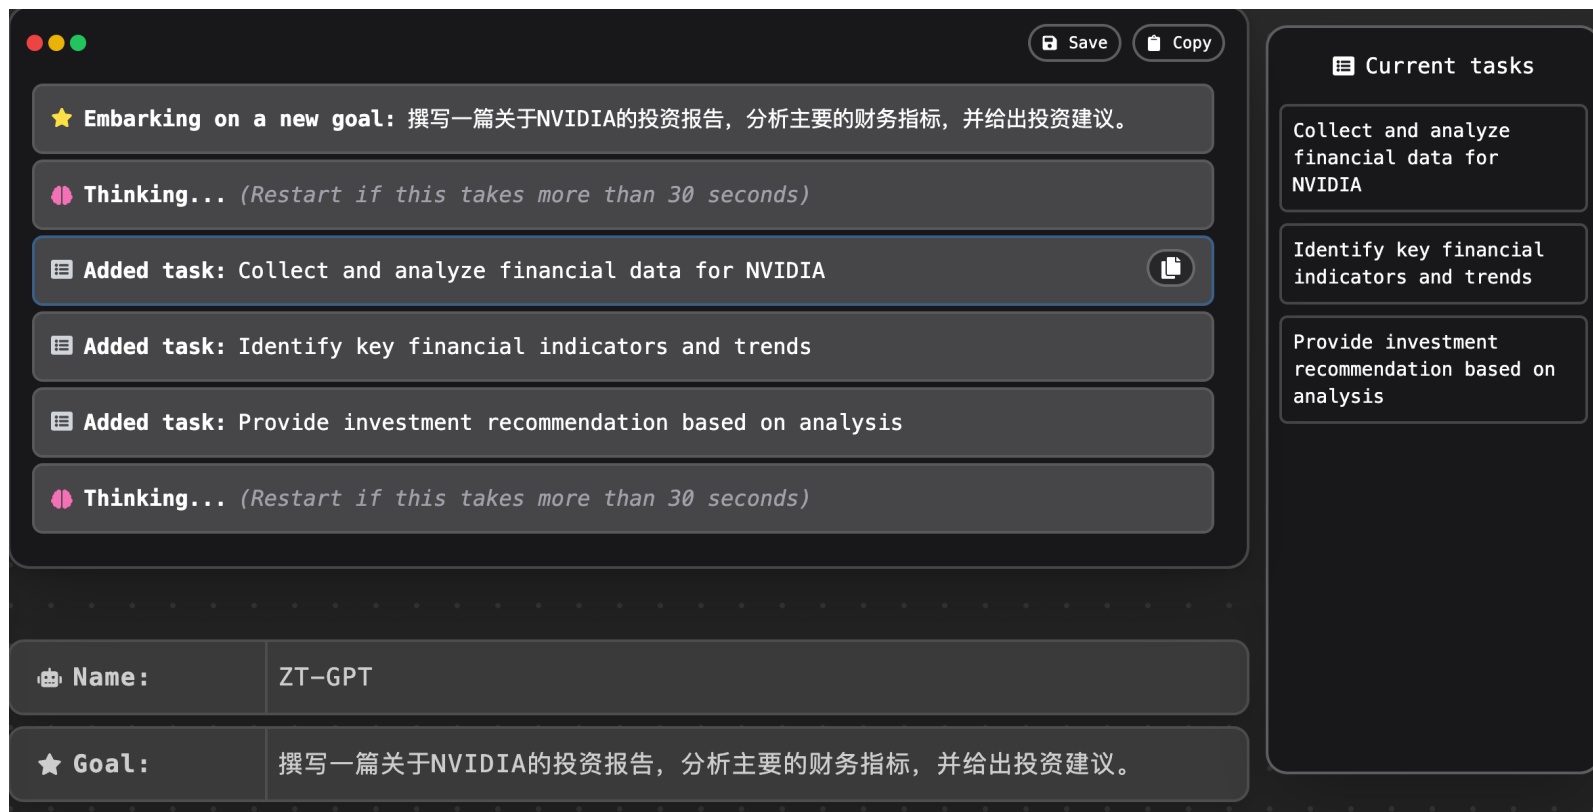 Save
Copy
Embarking on a new goal: 撰写一篇关于NVIDIA的投资报告，分析主要的财务指标，并给出投资建议。
Thinking... (Restart if this takes more than 30 seconds)
Added task: Collect and analyze financial data for NVIDIA
Added task: Identify key financial indicators and trends
Added task: Provide investment recommendation based on analysis
Thinking... (Restart if this takes more than 30 seconds)
Name: ZT-GPT
Goal: 撰写一篇关于NVIDIA的投资报告，分析主要的财务指标，并给出投资建议。
Current tasks
Collect and analyze
financial data for
NVIDIA
Identify key financial
indicators and trends
Provide investment
recommendation based on
analysis